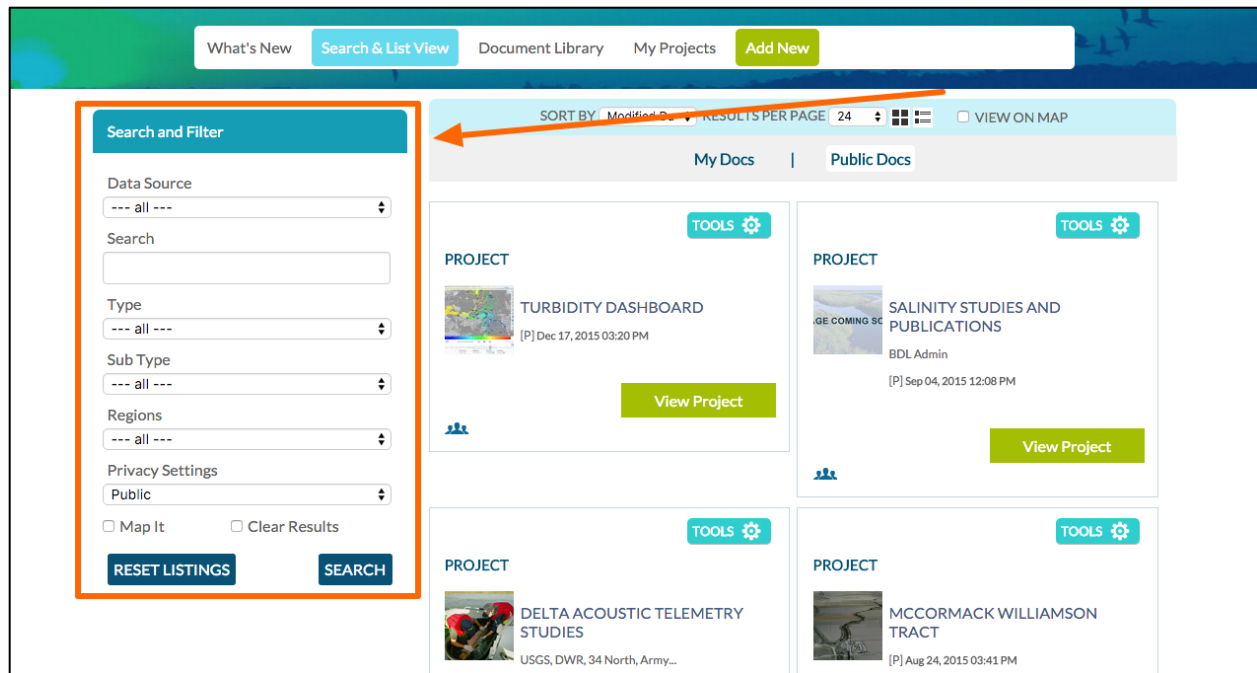 What's New Search & List View Document Library My Projects Add New
Search and Filter
Data Source
--- all ---
Search
Type
--- all ---
Sub Type
--- all ---
Regions
--- all ---
Privacy Settings
Public
Map It Clear Results
RESET LISTINGS SEARCH
SORT BY Modified Da RESULTS PER PAGE 24 VIEW ON MAP
My Docs | Public Docs
TOOLS
PROJECT
TURBIDITY DASHBOARD
[P] Dec 17, 2015 03:20 PM
View Project
TOOLS
PROJECT
GE COMING SO
SALINITY STUDIES AND
PUBLICATIONS
BDL Admin
[P] Sep 04, 2015 12:08 PM
View Project
TOOLS
PROJECT
DELTA ACOUSTIC TELEMETRY
STUDIES
USGS, DWR, 34 North, Army...
TOOLS
PROJECT
MCCORMACK WILLIAMSON
TRACT
[P] Aug 24, 2015 03:41 PM